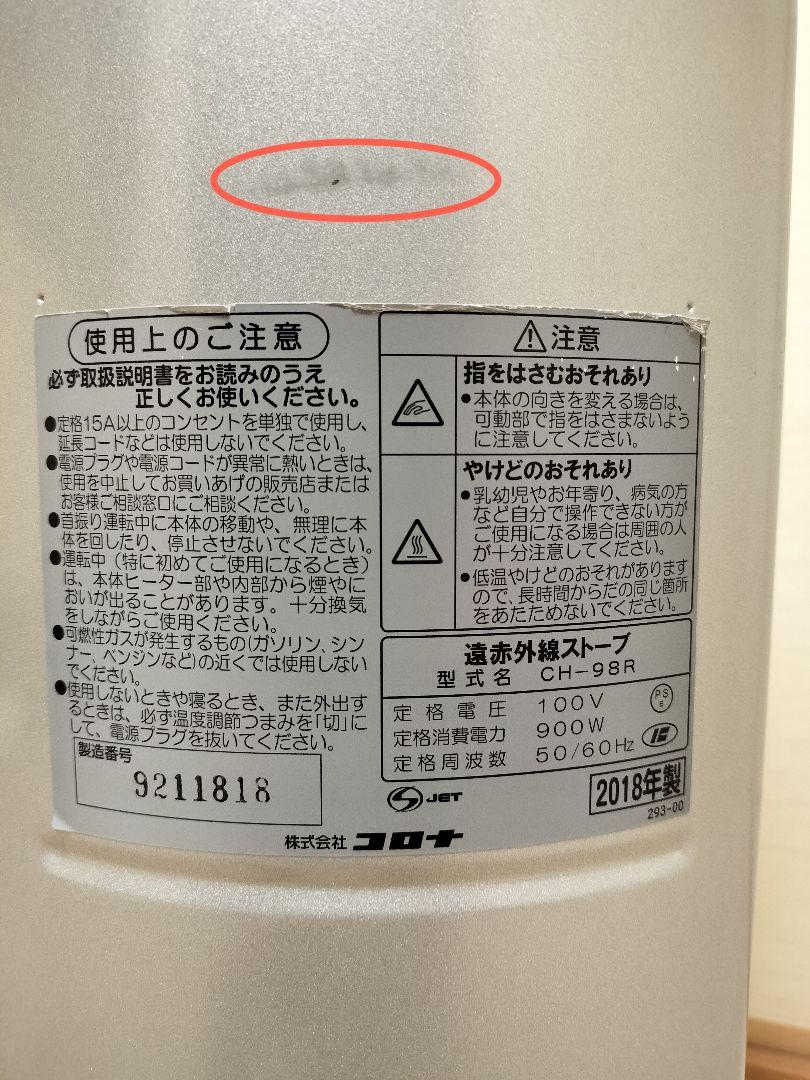 使用上のご注意
必ず取扱説明書をお読みのうえ
正しくお使いください。
●定格15A以上のコンセントを単独で使用し、
延長コードなどは使用しないでください。
●電源プラグや電源コードが異常に熱いときは、
使用を中止してお買いあげの販売店または
お客様ご相談窓口にご相談ください。
●首振り運転中に本体の移動や、無理に本
体を回したり、停止させないでください。
●運転中（特に初めてご使用になるとき）
は、本体ヒーター部や内部から煙やに
おいが出ることがあります。十分換気
をしながらご使用ください。
●可燃性ガスが発生するもの(ガソリン、シン
ナー、ベンジンなど)の近くでは使用しない
でください。
●使用しないときや寝るとき、また外出す
るときは、必ず温度調節つまみを「切」に
して、電源プラグを抜いてください。
製造番号
9211818
注意
指をはさむおそれあり
●本体の向きを変える場合は、
可動部で指をはさまないよう
に注意してください。
やけどのおそれあり
●乳幼児やお年寄り、病気の方
など自分で操作できない方が
ご使用になる場合は周囲の人
が十分注意してください。
●低温やけどのおそれがあります
ので、長時間からだの同じ箇所
をあたためないでください。
遠赤外線ストーブ
型式名 CH-98R
定格電圧 100V
定格消費電力 900W
定格周波数 50/60Hz
PS
E
JET
2018年製
293-00
株式会社 コロナ